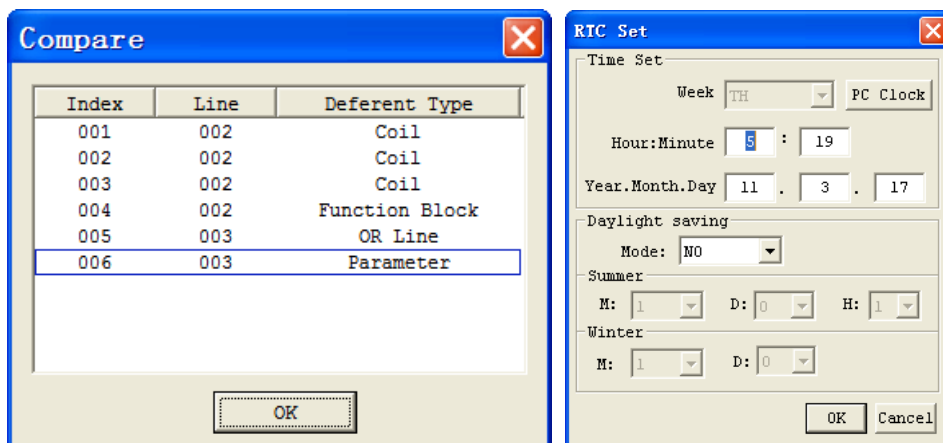 Compare
Index Line Deferent Type
001 002 Coil
002 002 Coil
003 002 Coil
004 002 Function Block
005 003 OR Line
006 003 Parameter
OK
RTC Set
Time Set
Week TH PC Clock
Hour:Minute 5 : 19
Year.Month.Day 11 . 3 . 17
Daylight saving
Mode: NO
Summer
M: 1 D: 0 H: 1
Winter
M: 1 D: 0
OK Cancel